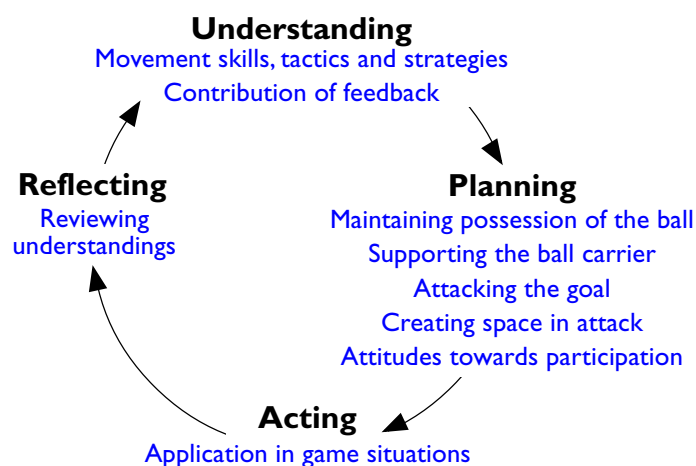 Understanding
Movement skills, tactics and strategies
Contribution of feedback
Planning
Maintaining possession of the ball
Supporting the ball carrier
Attacking the goal
Creating space in attack
Attitudes towards participation
Acting
Application in game situations
Reflecting
Reviewing
understandings